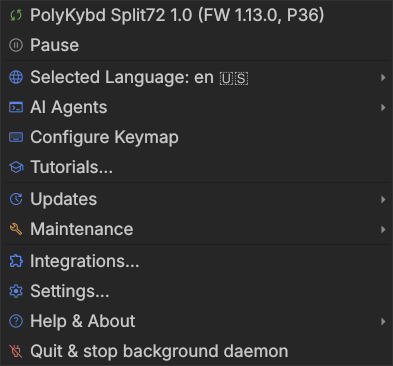 PolyKybd Split72 1.0 (FW 1.13.0, P36)
Pause
Selected Language: en 🇺🇸
AI Agents
Configure Keymap
Tutorials...
Updates
Maintenance
Integrations...
Settings...
Help & About
Quit & stop background daemon